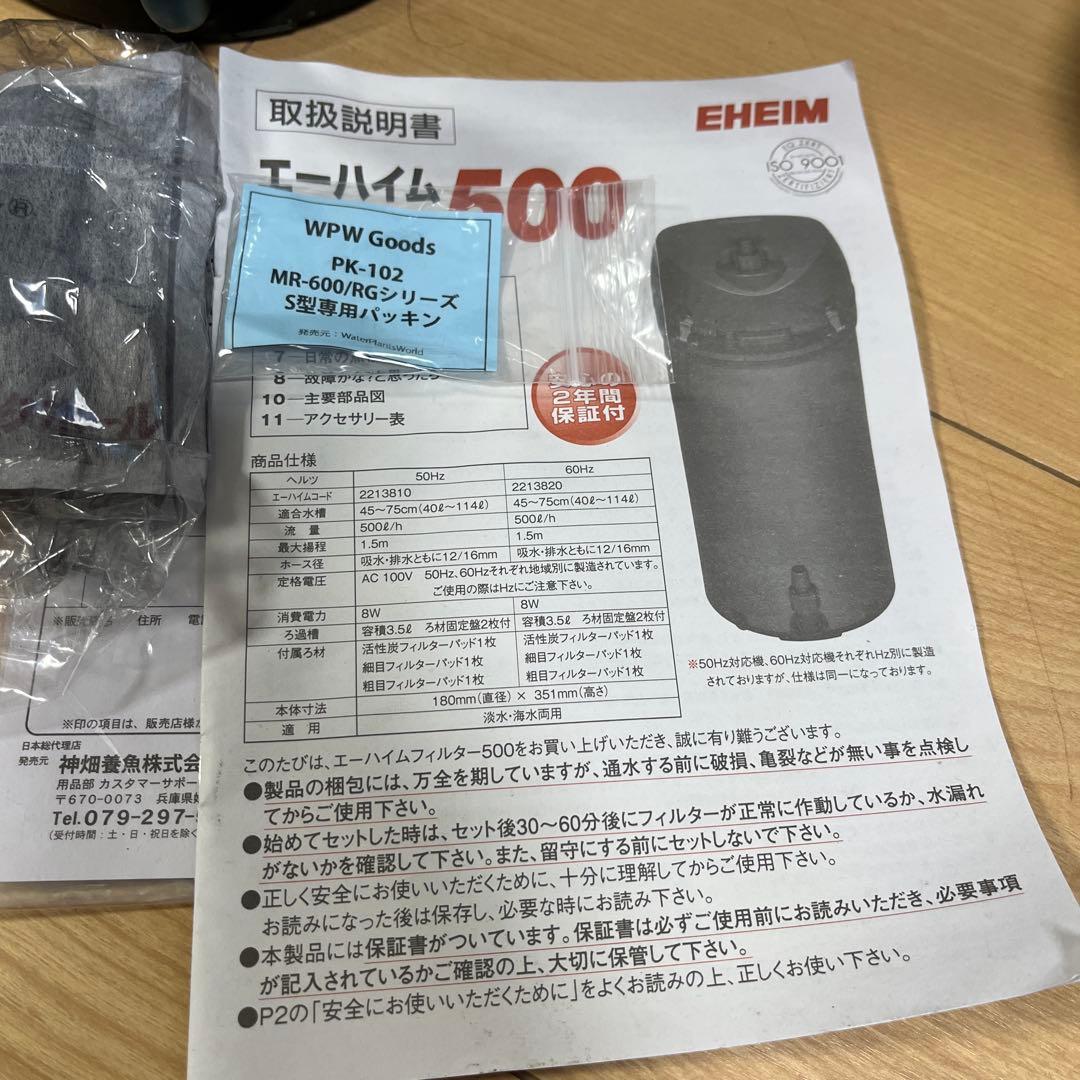 取扱説明書
EHEIM
エーハイム500
ISO 9001
WPW Goods
PK-102
MR-600/RGシリーズ
S型専用パッキン
発売元：WaterPlantsWorld
8—故障かな?と思ったら
10—主要部品図
11—アクセサリー表
安心の
2年間
保証付
商品仕様
ヘルツ 50Hz 60Hz
エーハイムコード 2213810 2213820
適合水槽 45〜75cm(40ℓ〜114ℓ) 45〜75cm(40ℓ〜114ℓ)
流 量 500ℓ/h 500ℓ/h
最大揚程 1.5m 1.5m
ホース径 吸水・排水ともに12/16mm 吸水・排水ともに12/16mm
定格電圧 AC 100V 50Hz、60Hzそれぞれ地域別に製造されています。
ご使用の際はHzにご注意下さい。
消費電力 8W 8W
ろ過槽 容積3.5ℓ ろ材固定盤2枚付 容積3.5ℓ ろ材固定盤2枚付
付属ろ材 活性炭フィルターパッド1枚 活性炭フィルターパッド1枚
細目フィルターパッド1枚 細目フィルターパッド1枚
粗目フィルターパッド1枚 粗目フィルターパッド1枚
本体寸法 180mm(直径) × 351mm(高さ)
適 用 淡水・海水両用
※50Hz対応機、60Hz対応機それぞれHz別に製造
されておりますが、仕様は同一になっております。
このたびは、エーハイムフィルター500をお買い上げいただき、誠に有り難うございます。
●製品の梱包には、万全を期していますが、通水する前に破損、亀裂などが無い事を点検し
てからご使用下さい。
●始めてセットした時は、セット後30〜60分後にフィルターが正常に作動しているか、水漏れ
がないかを確認して下さい。また、留守にする前にセットしないで下さい。
●正しく安全にお使いいただくために、十分に理解してからご使用下さい。
お読みになった後は保存し、必要な時にお読み下さい。
●本製品には保証書がついています。保証書は必ずご使用前にお読みいただき、必要事項
が記入されているかご確認の上、大切に保管して下さい。
●P2の「安全にお使いいただくために」をよくお読みの上、正しくお使い下さい。
住所
※印の項目は、販売店様
日本総代理店
発売元 神畑養魚株式会
用品部 カスタマーサポー
〒670-0073 兵庫県
Tel.079-297-
(受付時間：土・日・祝日を除く